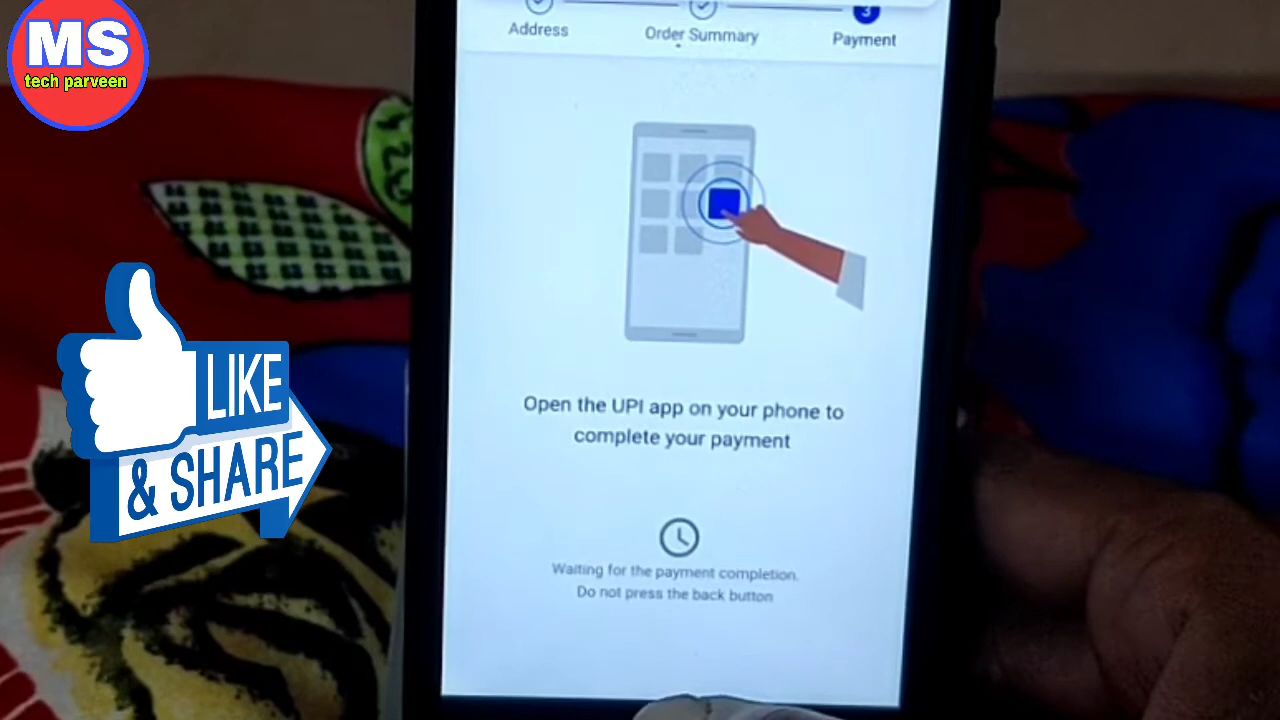 MS
tech parveen
Address
Order Summary
3
Payment
Open the UPI app on your phone to
complete your payment
Waiting for the payment completion.
Do not press the back button
LIKE
& SHARE